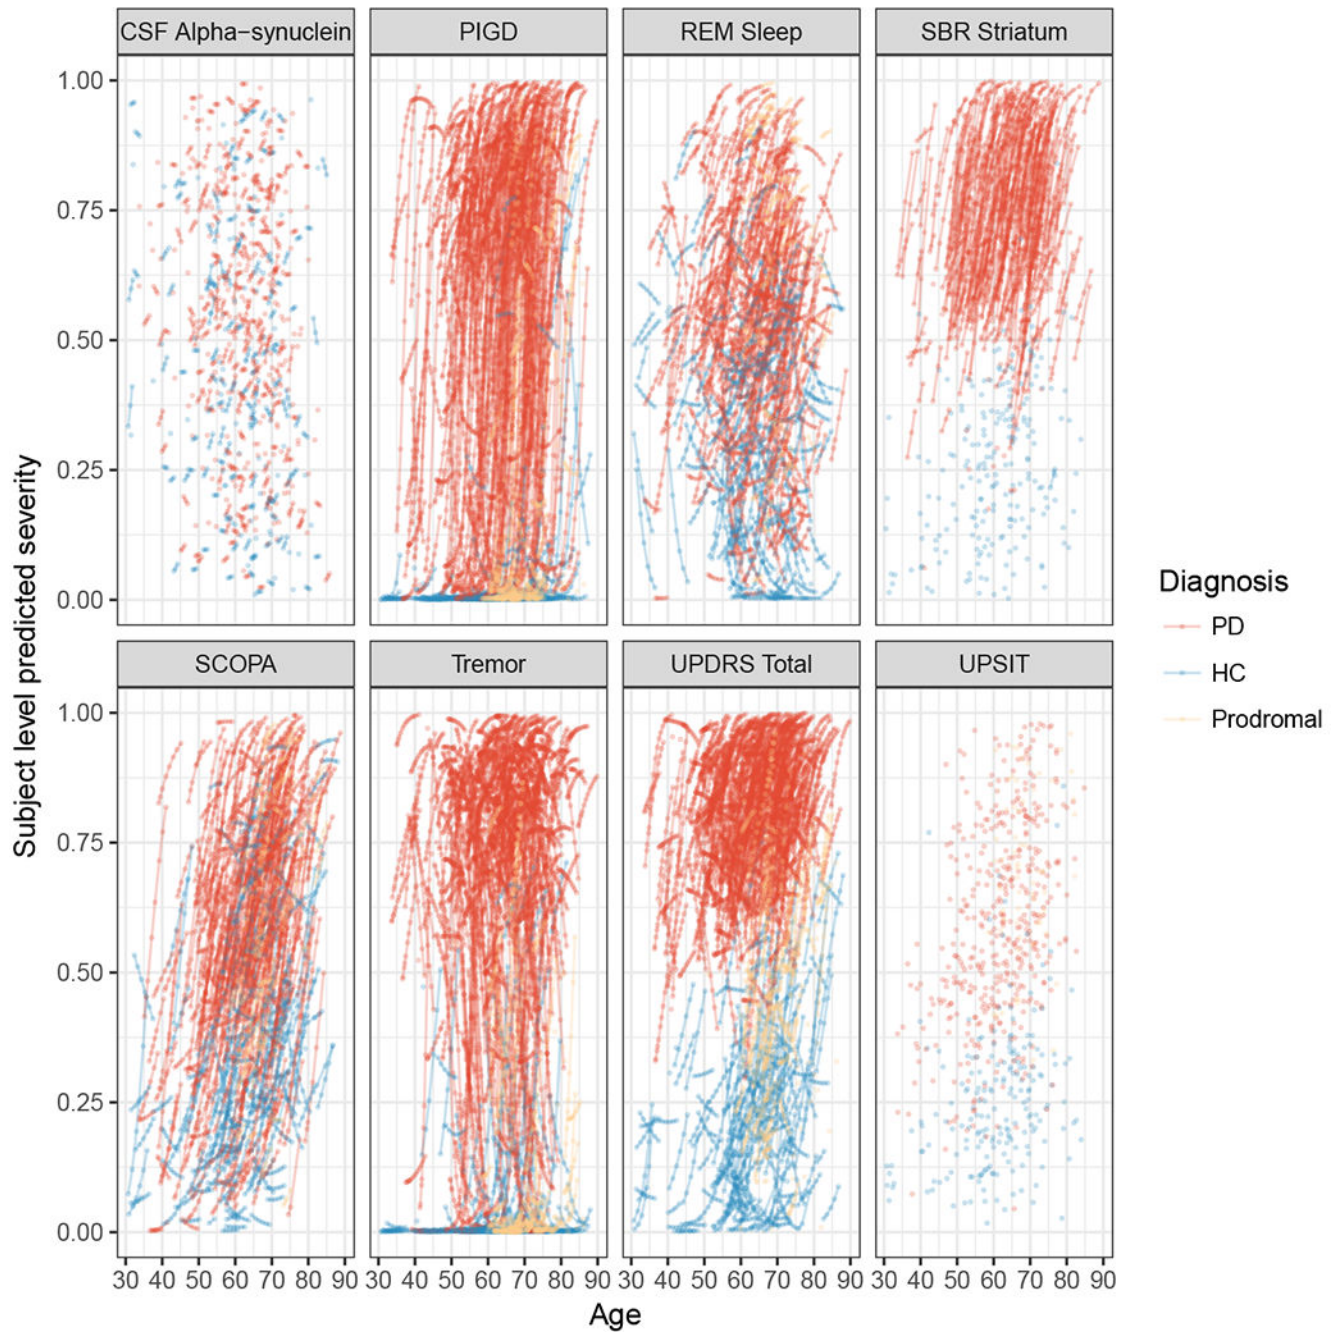 CSF Alpha−synuclein PIGD REM Sleep SBR Striatum
1.00
0.75
0.50
0.25
0.00
SCOPA Tremor UPDRS Total UPSIT
1.00
0.75
0.50
0.25
0.00
30 40 50 60 70 80 90 30 40 50 60 70 80 90 30 40 50 60 70 80 90 30 40 50 60 70 80 90
Age
Subject level predicted severity
Diagnosis
PD
HC
Prodromal